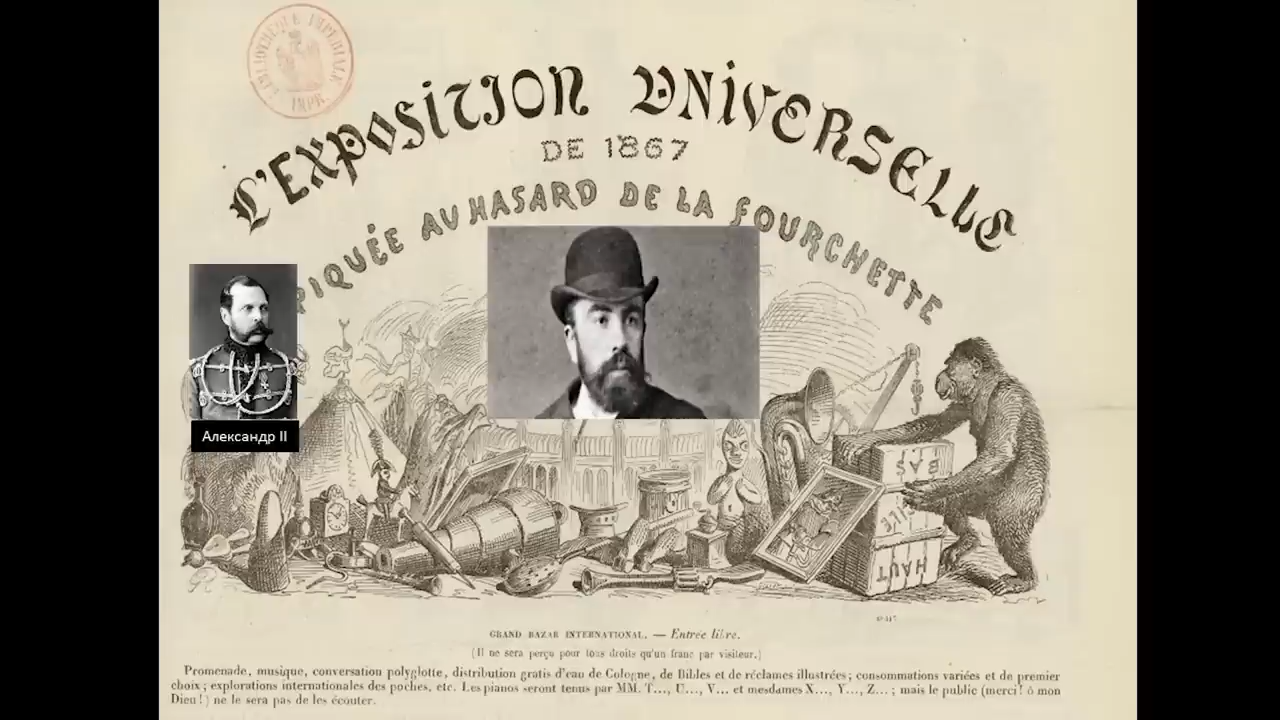 BIBLIOTHEQUE IMPERIALE
IMPR.
L'EXPOSITION UNIVERSELLE
DE 1867
PIQUÉE AU HASARD DE LA FOURCHETTE
Александр II
BAS
HAUT
GRAND BAZAR INTERNATIONAL. — Entrée libre.
(Il ne sera perçu pour tous droits qu'un franc par visiteur.)
Promenade, musique, conversation polyglotte, distribution gratis d'eau de Cologne, de Bibles et de réclames illustrées; consommations variées et de premier
choix; explorations internationales des poches, etc. Les pianos seront tenus par MM. T..., U..., V... et mesdames X..., Y..., Z... ; mais le public (merci! ô mon
Dieu!) ne le sera pas de les écouter.